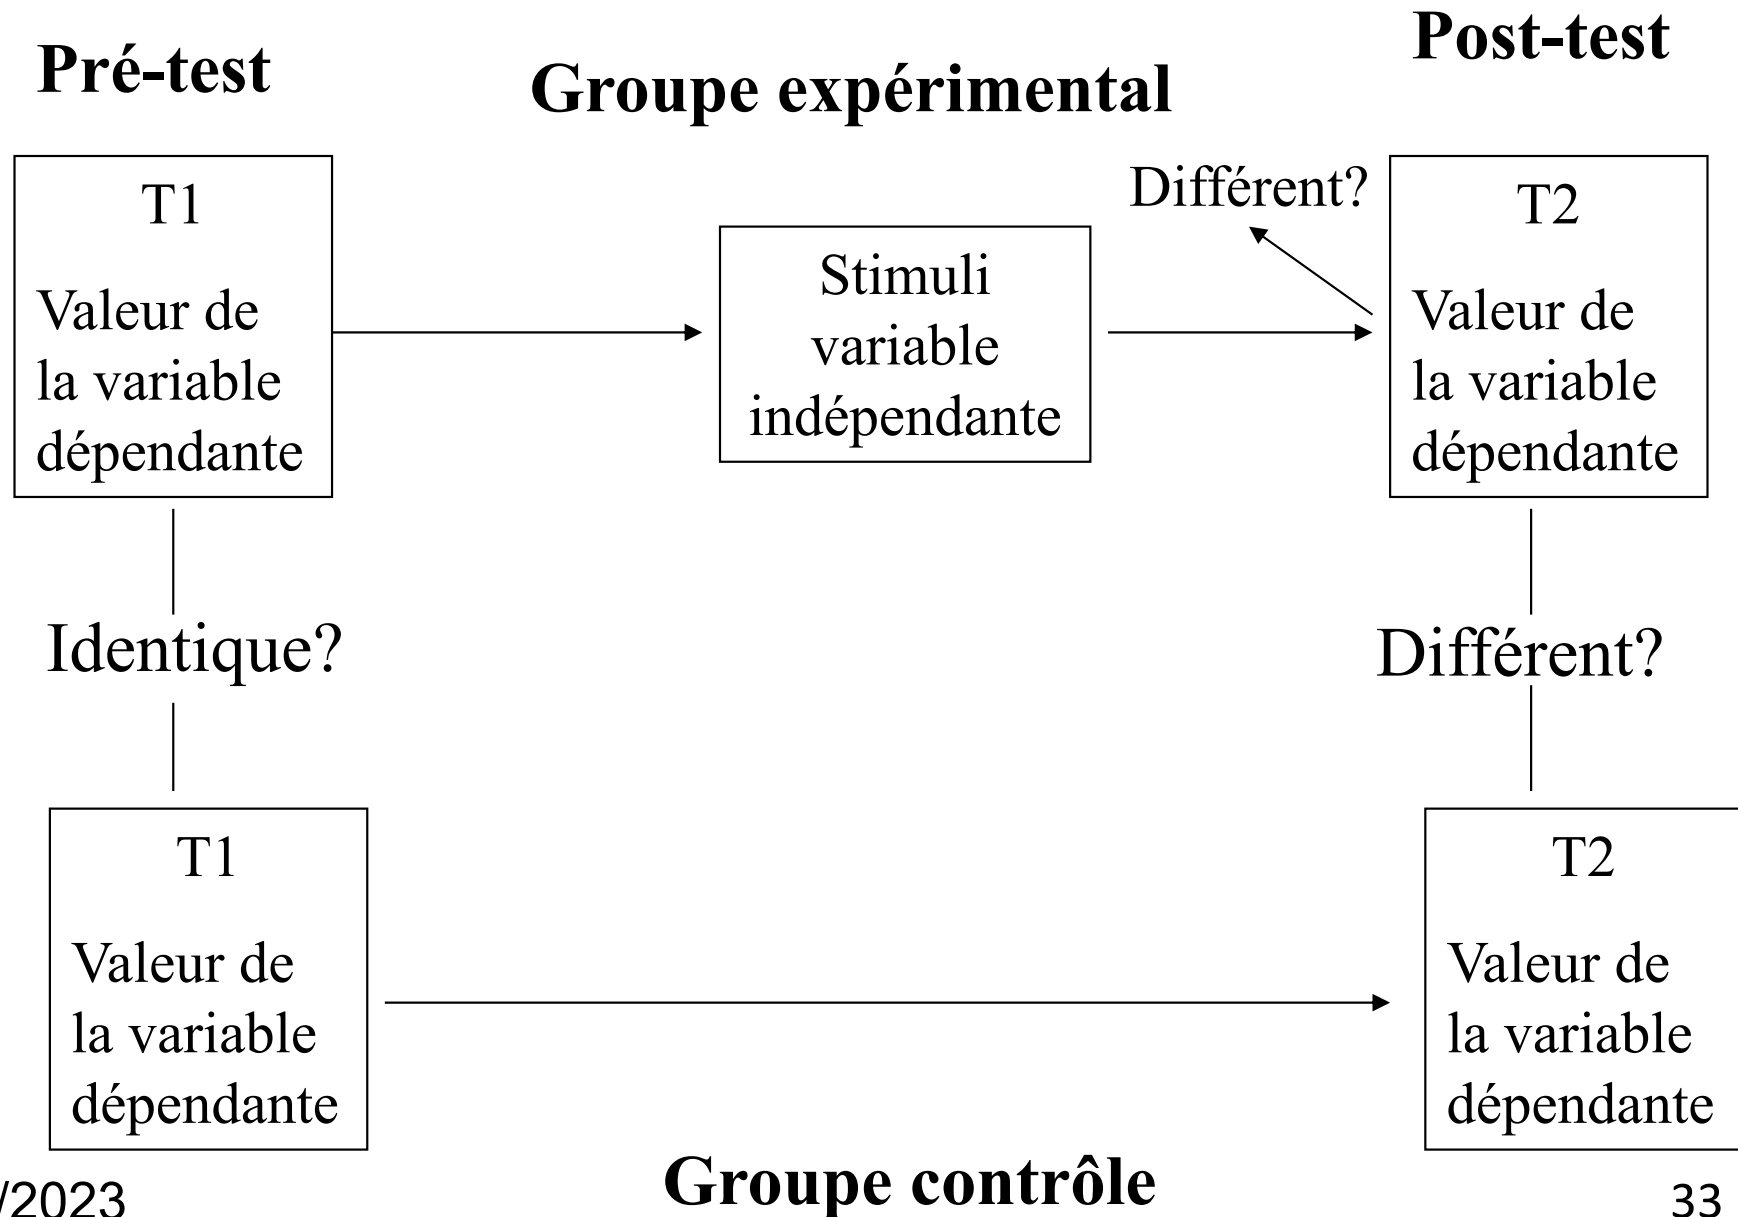 Pré-test
Groupe expérimental
Post-test
T1
Valeur de
la variable
dépendante
Stimuli
variable
indépendante
Différent?
T2
Valeur de
la variable
dépendante
Identique?
Différent?
T1
Valeur de
la variable
dépendante
T2
Valeur de
la variable
dépendante
Groupe contrôle
/2023
33